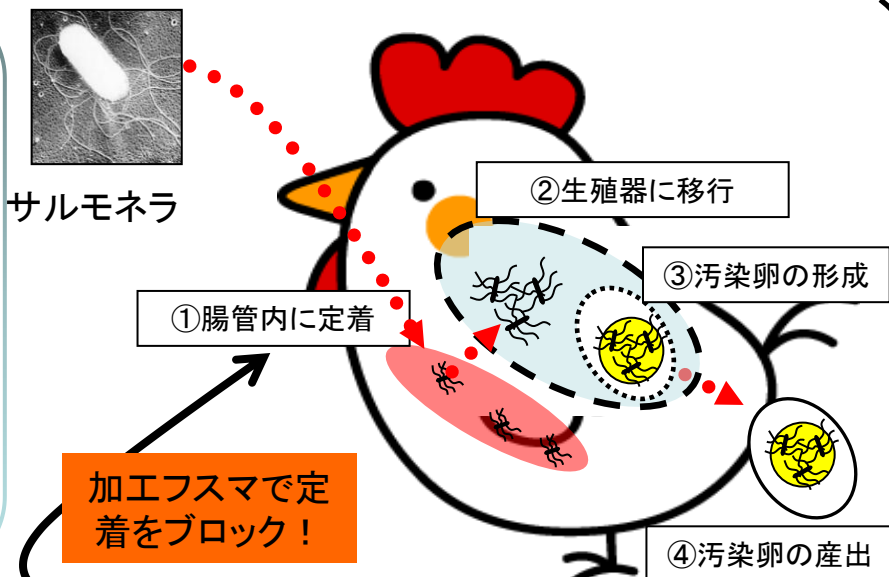 サルモネラ
②生殖器に移行
③汚染卵の形成
①腸管内に定着
加工フスマで定
着をブロック！
④汚染卵の産出